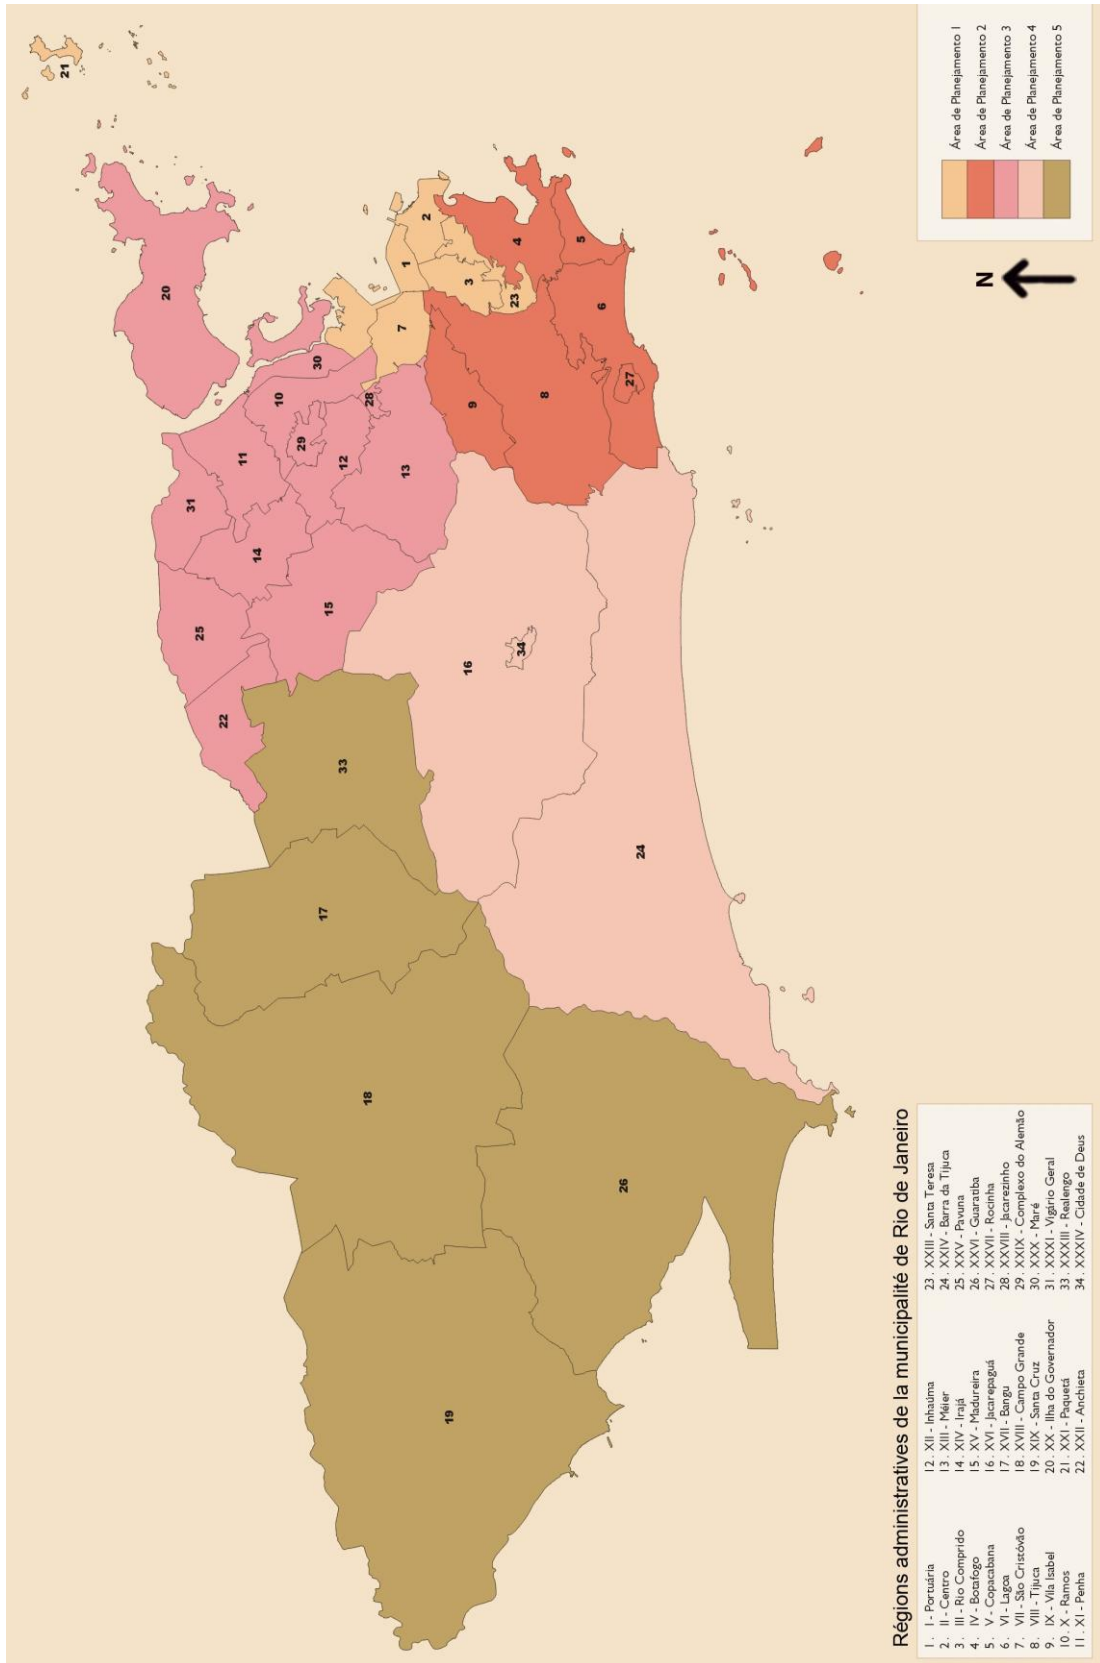 21
20
31
25
22
11
14
10
29
30
17
15
33
12
18
28
7
1
13
2
19
16
3
9
23
4
34
8
5
6
26
27
24
N
Régions administratives de la municipalité de Rio de Janeiro
1. I - Portuária
2. II - Centro
3. III - Rio Comprido
4. IV - Botafogo
5. V - Copacabana
6. VI - Lagoa
7. VII - São Cristóvão
8. VIII - Tijuca
9. IX - Vila Isabel
10. X - Ramos
11. XI - Penha
12. XII - Inhaúma
13. XIII - Méier
14. XIV - Irajá
15. XV - Madureira
16. XVI - Jacarepaguá
17. XVII - Bangu
18. XVIII - Campo Grande
19. XIX - Santa Cruz
20. XX - Ilha do Governador
21. XXI - Paquetá
22. XXII - Anchieta
23. XXIII - Santa Teresa
24. XXIV - Barra da Tijuca
25. XXV - Pavuna
26. XXVI - Guaratiba
27. XXVII - Rocinha
28. XXVIII - Jacarezinho
29. XXIX - Complexo do Alemão
30. XXX - Maré
31. XXXI - Vigário Geral
33. XXXIII - Realengo
34. XXXIV - Cidade de Deus
Área de Planejamento 1
Área de Planejamento 2
Área de Planejamento 3
Área de Planejamento 4
Área de Planejamento 5